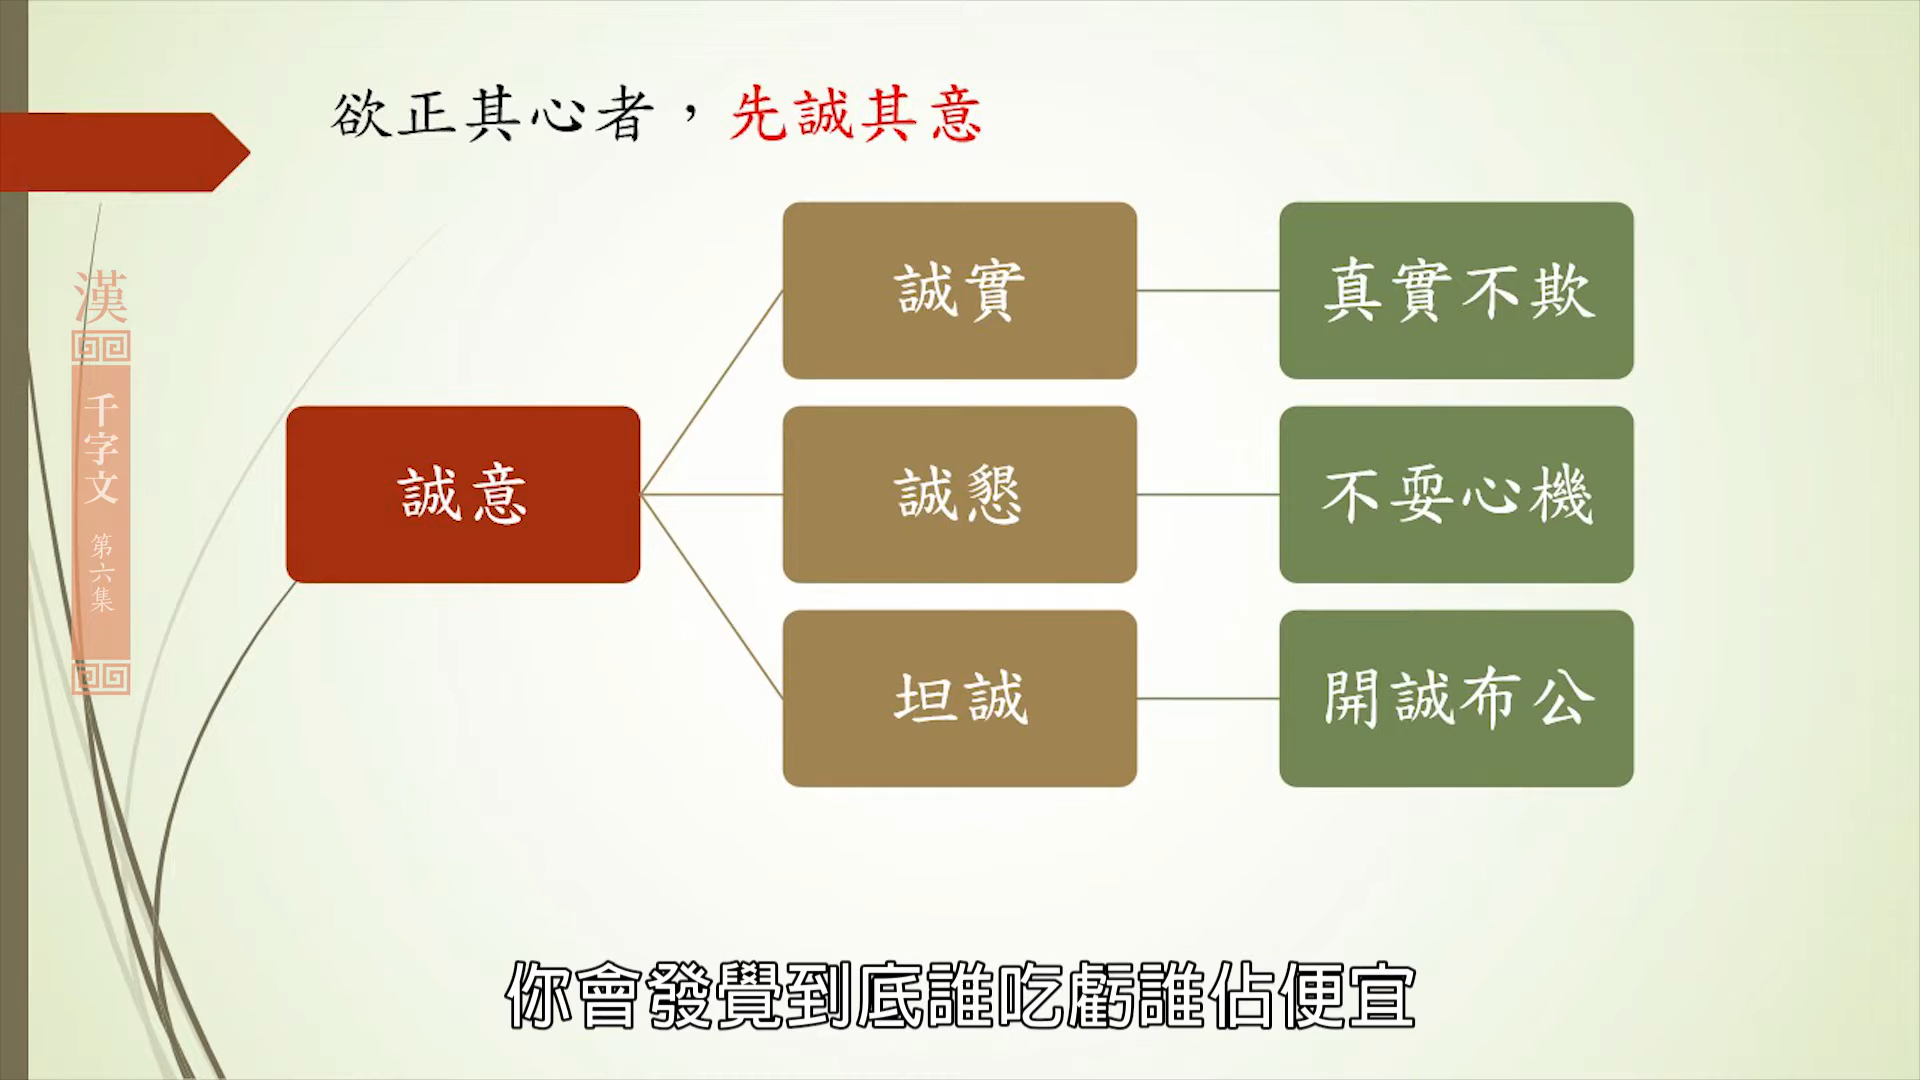 欲正其心者，先誠其意
漢
千字文 第六集
誠意
誠實
真實不欺
誠懇
不耍心機
坦誠
開誠布公
你會發覺到底誰吃虧誰佔便宜